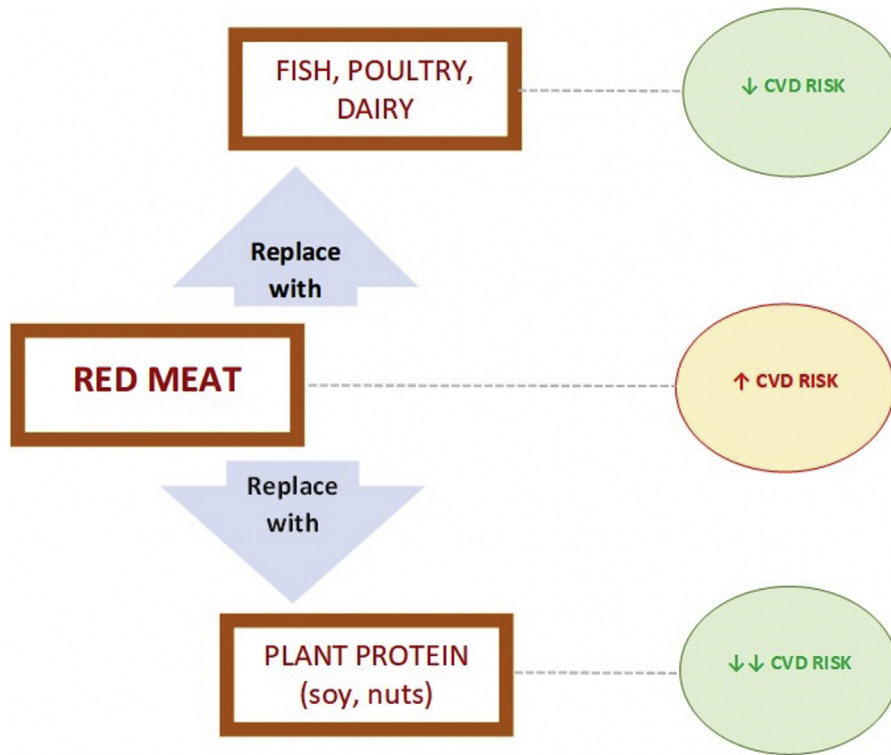 FISH, POULTRY,
DAIRY
↓ CVD RISK
Replace
with
RED MEAT
↑ CVD RISK
Replace
with
PLANT PROTEIN
(soy, nuts)
↓↓ CVD RISK